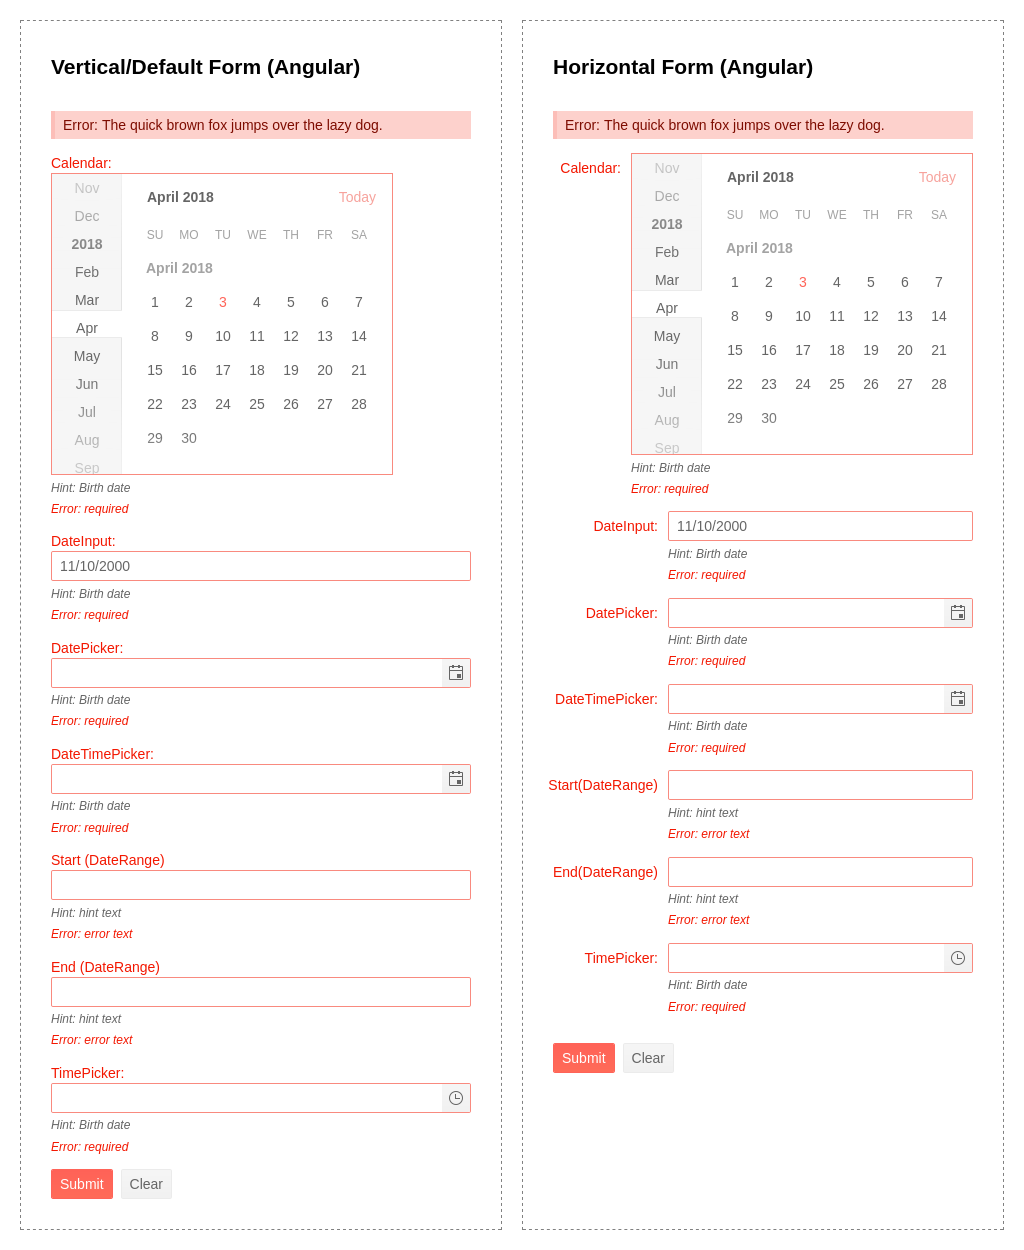 Vertical/Default Form (Angular)
Error: The quick brown fox jumps over the lazy dog.
Calendar:
Nov
Dec
2018
Feb
Mar
Apr
May
Jun
Jul
Aug
Sep
April 2018 Today
SU MO TU WE TH FR SA
April 2018
1 2 3 4 5 6 7
8 9 10 11 12 13 14
15 16 17 18 19 20 21
22 23 24 25 26 27 28
29 30
Hint: Birth date
Error: required
DateInput:
11/10/2000
Hint: Birth date
Error: required
DatePicker:
Hint: Birth date
Error: required
DateTimePicker:
Hint: Birth date
Error: required
Start (DateRange)
Hint: hint text
Error: error text
End (DateRange)
Hint: hint text
Error: error text
TimePicker:
Hint: Birth date
Error: required
Submit Clear
Horizontal Form (Angular)
Error: The quick brown fox jumps over the lazy dog.
Calendar:
Nov
Dec
2018
Feb
Mar
Apr
May
Jun
Jul
Aug
Sep
April 2018 Today
SU MO TU WE TH FR SA
April 2018
1 2 3 4 5 6 7
8 9 10 11 12 13 14
15 16 17 18 19 20 21
22 23 24 25 26 27 28
29 30
Hint: Birth date
Error: required
DateInput: 11/10/2000
Hint: Birth date
Error: required
DatePicker:
Hint: Birth date
Error: required
DateTimePicker:
Hint: Birth date
Error: required
Start(DateRange)
Hint: hint text
Error: error text
End(DateRange)
Hint: hint text
Error: error text
TimePicker:
Hint: Birth date
Error: required
Submit Clear